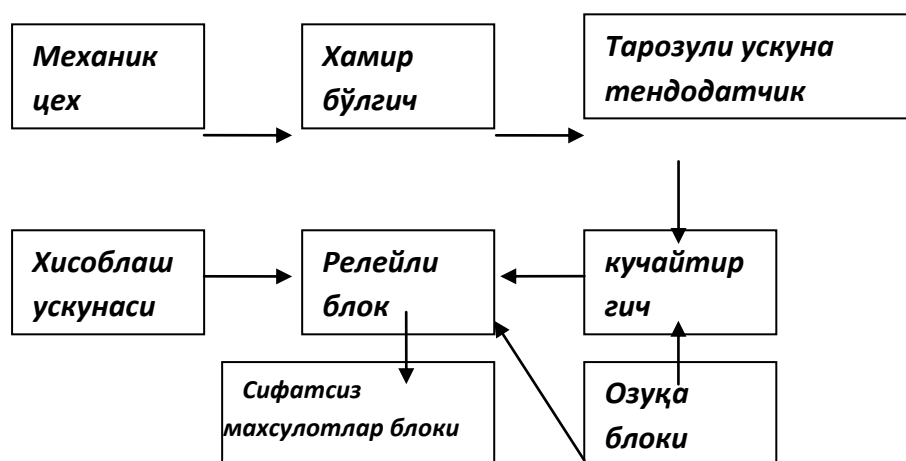 Механик
цех
Хамир
бўлгич
Тарозули ускуна
тендодатчик
Хисоблаш
ускунаси
Релейли
блок
кучайтир
гич
Сифатсиз
махсулотлар блоки
Озуқа
блоки